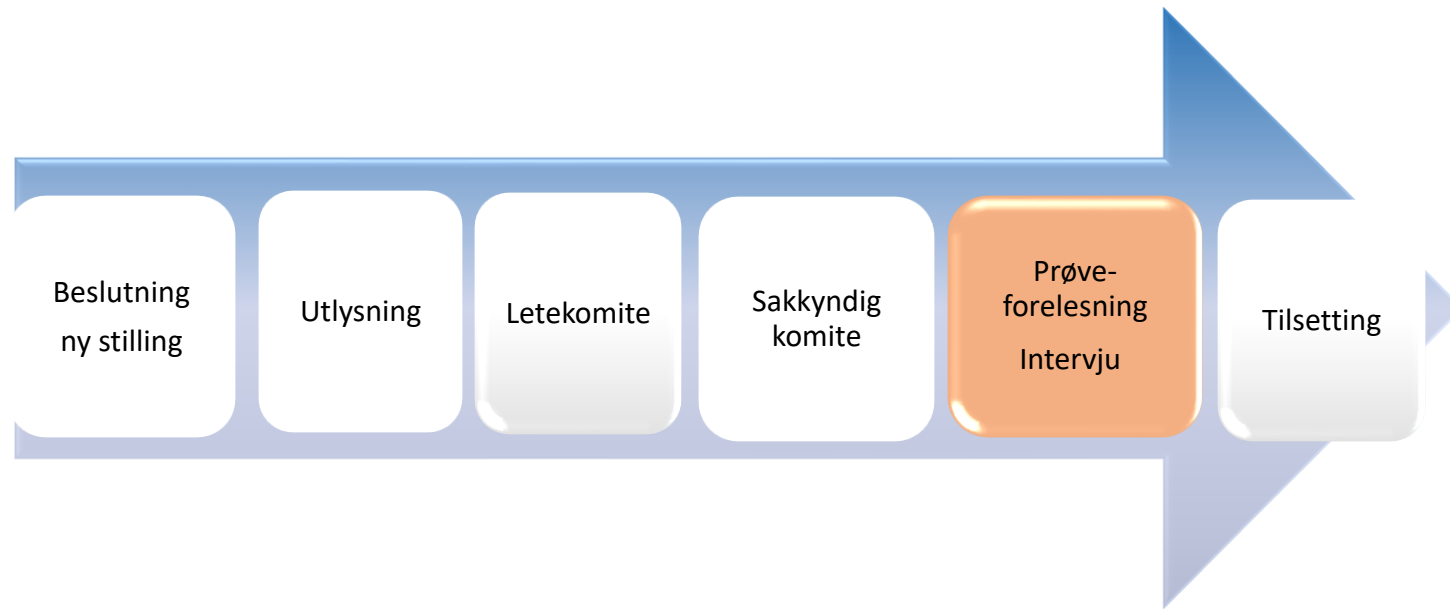 Beslutning
ny stilling
Utlysning
Letekomite
Sakkyndig
komite
Prøve-
forelesning
Intervju
Tilsetting